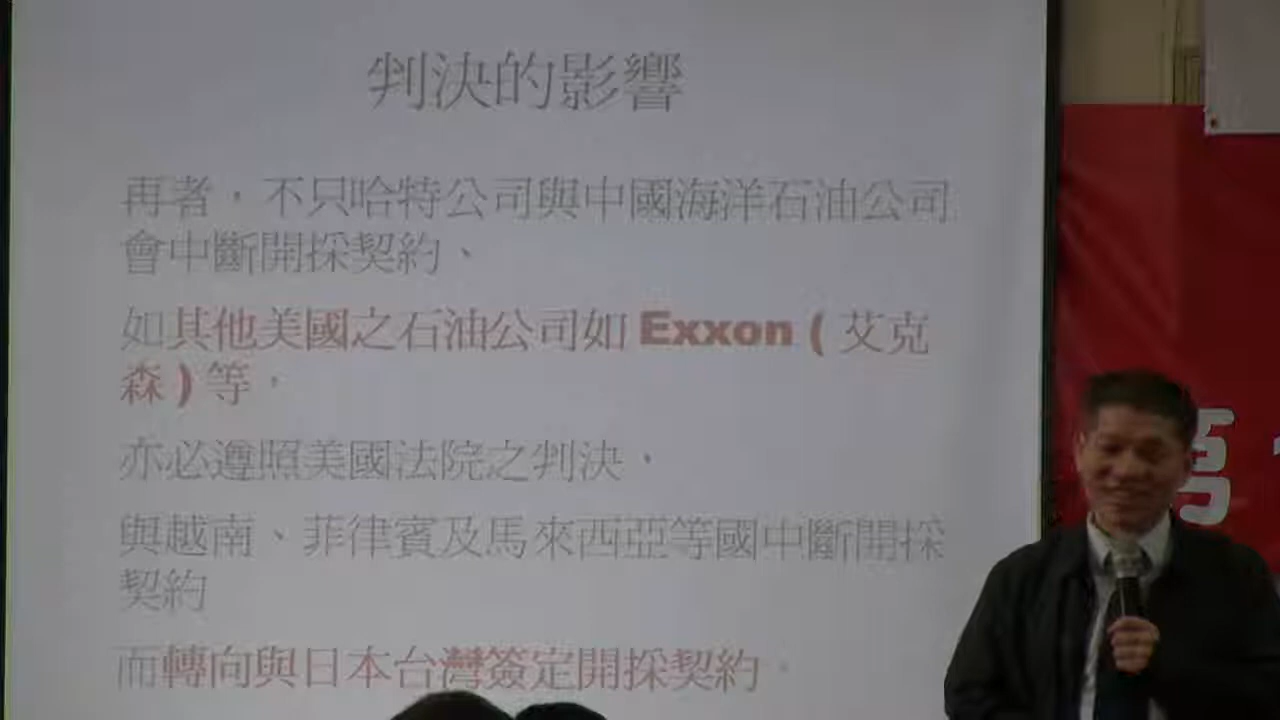 判決的影響
再者，不只哈特公司與中國海洋石油公司
會中斷開採契約、
如其他美國之石油公司如 Exxon ( 艾克
森 ) 等，
亦必遵照美國法院之判決，
與越南、菲律賓及馬來西亞等國中斷開採
契約
而轉向與日本台灣簽定開採契約。